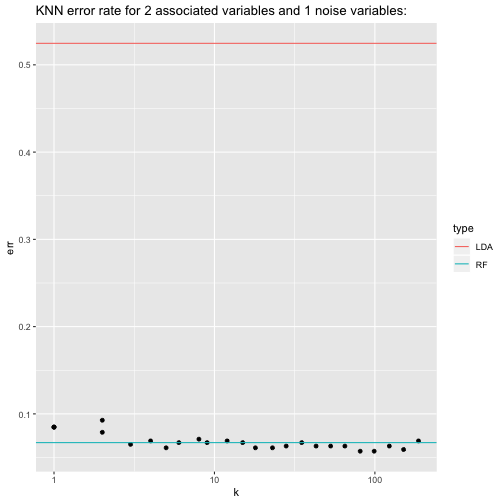 KNN error rate for 2 associated variables and 1 noise variables:
0.5
0.4
0.3
0.2
0.1
err
1
10
100
k
type
LDA
RF